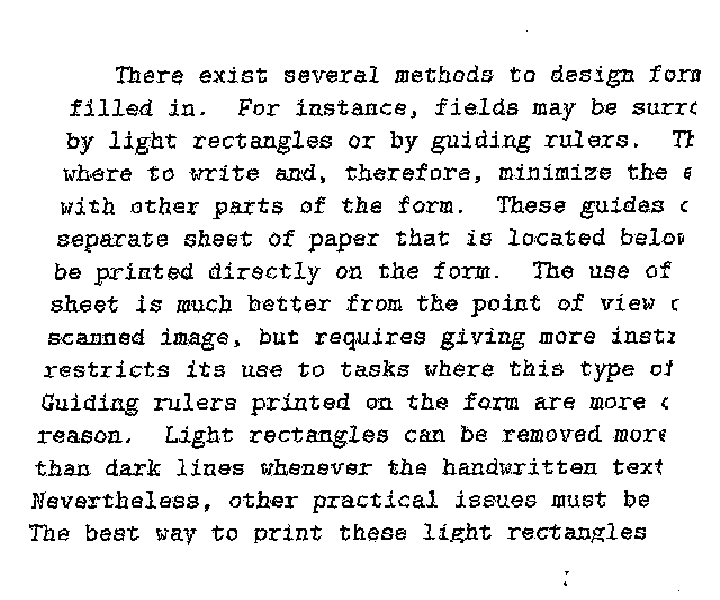 There exist several methods to design form
filled in. For instance, fields may be surr
by light rectangles or by guiding rulers. Th
where to write and, therefore, minimize the
with other parts of the form. These guides
separate sheet of paper that is located below
be printed directly on the form. The use of
sheet is much better from the point of view
scanned image, but requires giving more inst
restricts its use to tasks where this type of
Guiding rulers printed on the form are more
reason. Light rectangles can be removed more
than dark lines whenever the handwritten text
Nevertheless, other practical issues must be
The best way to print these light rectangles